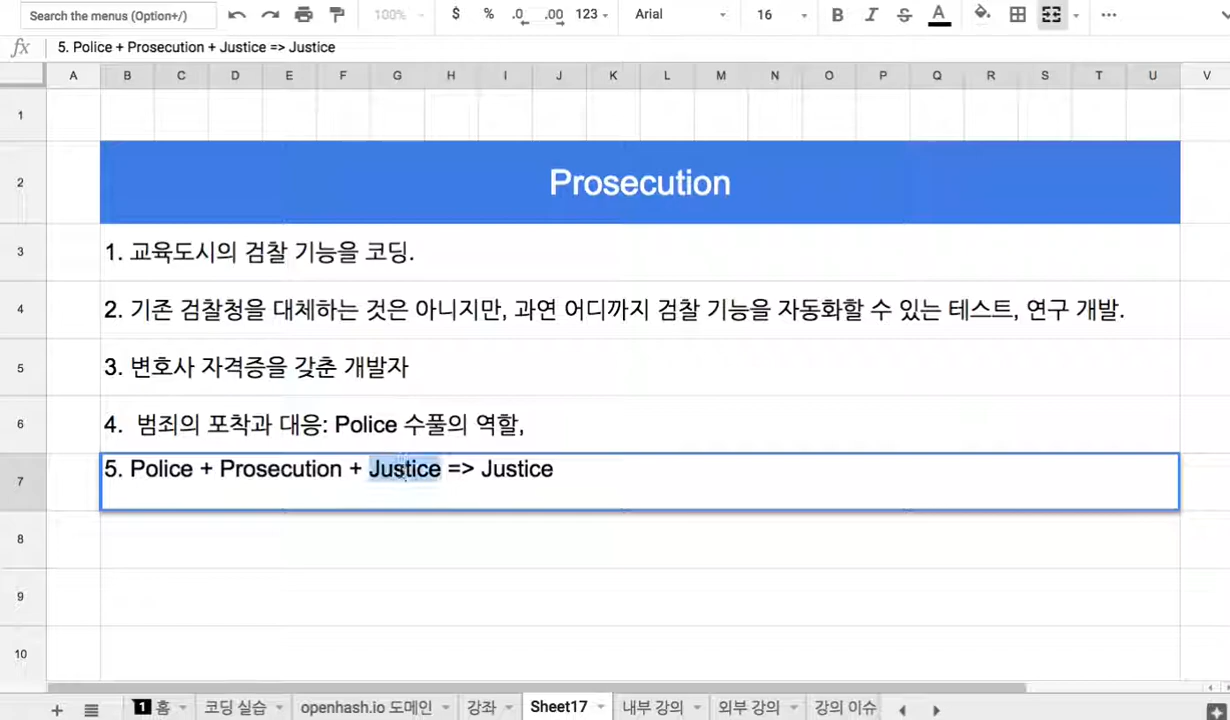 Search the menus (Option+/)
100%
$ % .0 .00 123 Arial 16 B I S A
fx 5. Police + Prosecution + Justice => Justice
A B C D E F G H I J K L M N O P Q R S T U V
1
2 Prosecution
3 1. 교육도시의 검찰 기능을 코딩.
4 2. 기존 검찰청을 대체하는 것은 아니지만, 과연 어디까지 검찰 기능을 자동화할 수 있는 테스트, 연구 개발.
5 3. 변호사 자격증을 갖춘 개발자
6 4. 범죄의 포착과 대응: Police 수풀의 역할,
7 5. Police + Prosecution + Justice => Justice
8
9
10
1 홈 코딩 실습 openhash.io 도메인 강좌 Sheet17 내부 강의 외부 강의 강의 이슈